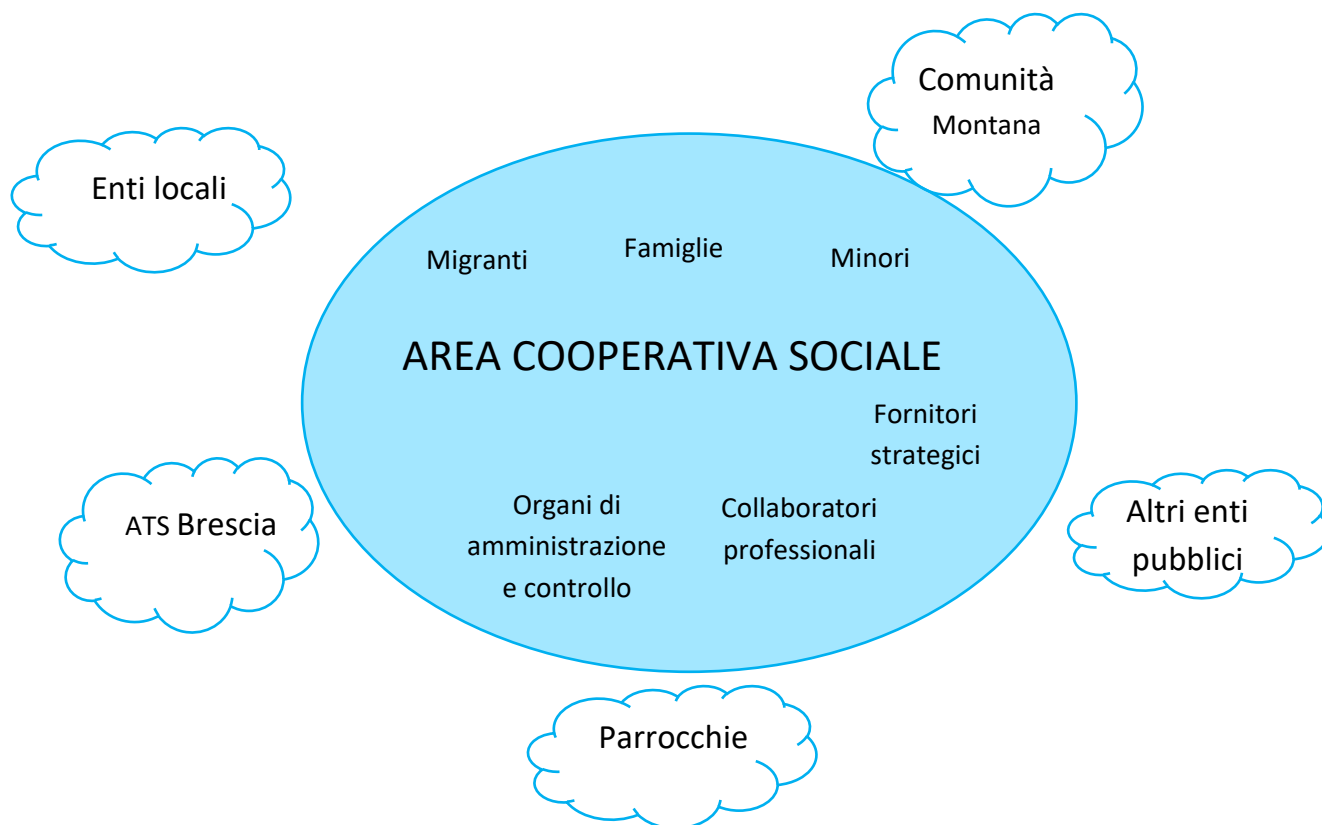 Comunità
Montana
Enti locali
Migranti
Famiglie
Minori
AREA COOPERATIVA SOCIALE
Fornitori
strategici
ATS Brescia
Organi di
amministrazione
e controllo
Collaboratori
professionali
Altri enti
pubblici
Parrocchie